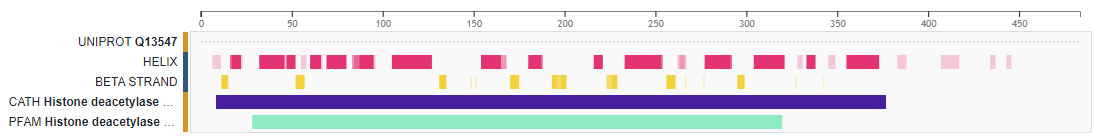 0 50 100 150 200 250 300 350 400 450
UNIPROT Q13547
HELIX
BETA STRAND
CATH Histone deacetylase ...
PFAM Histone deacetylase ...